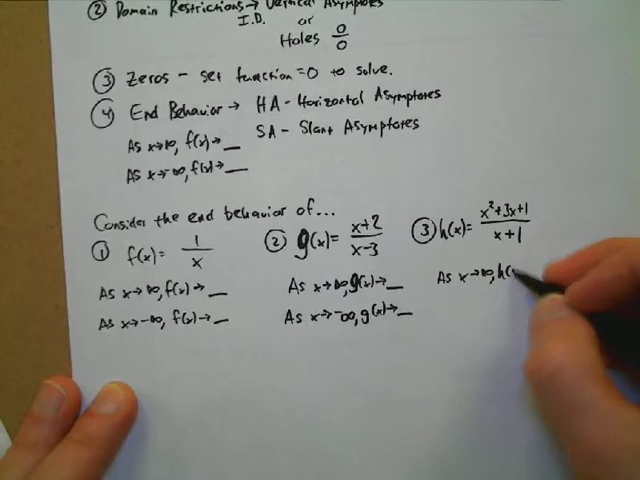 ② Domain Restrictions → Vertical Asymptotes
I.D. or
Holes 0/0
③ Zeros - set function=0 to solve.
④ End Behavior → HA - Horizontal Asymptotes
SA - Slant Asymptotes
As x→∞, f(x)→ __
As x→-∞, f(x)→ __
Consider the end behavior of...
① f(x)= 1/x
As x→∞, f(x)→ __
As x→-∞, f(x)→ __
② g(x)= x+2/x-3
As x→∞, g(x)→ __
As x→-∞, g(x)→ __
③ h(x)= x²+3x+1/x+1
As x→∞, h(